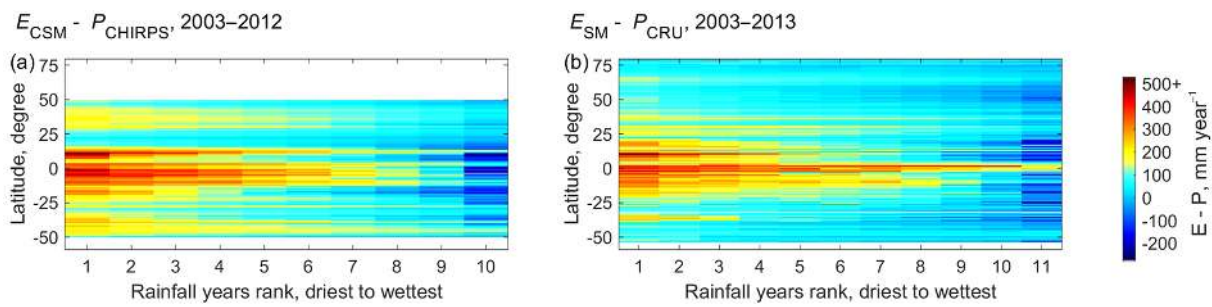 E_CSM - P_CHIRPS, 2003–2012
(a)
75
50
25
0
-25
-50
Latitude, degree
1 2 3 4 5 6 7 8 9 10
Rainfall years rank, driest to wettest
E_SM - P_CRU, 2003–2013
(b)
75
50
25
0
-25
-50
Latitude, degree
1 2 3 4 5 6 7 8 9 10 11
Rainfall years rank, driest to wettest
500+
400
300
200
100
0
-100
-200
E - P, mm year⁻¹